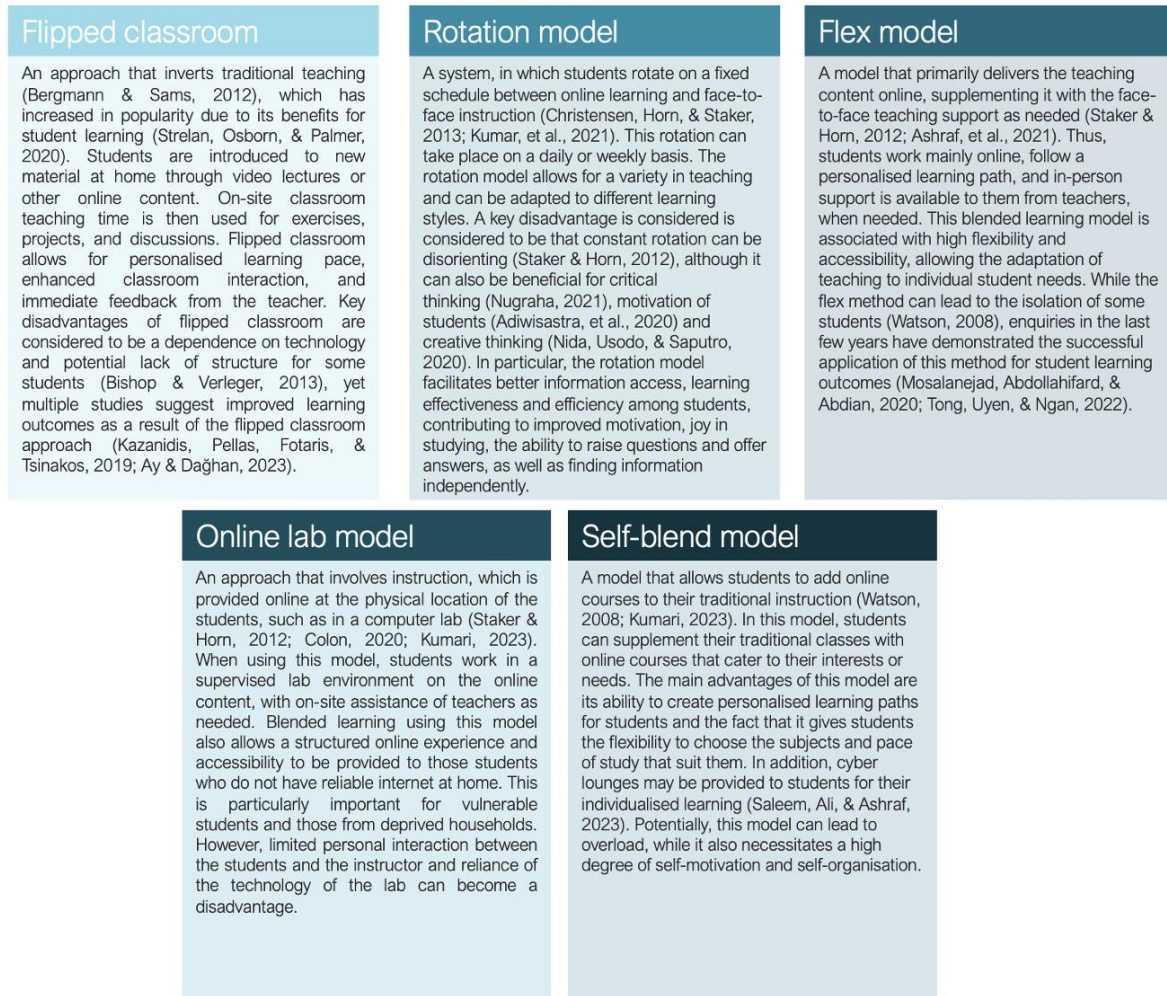 Flipped classroom
An approach that inverts traditional teaching
(Bergmann & Sams, 2012), which has
increased in popularity due to its benefits for
student learning (Strelan, Osborn, & Palmer,
2020). Students are introduced to new
material at home through video lectures or
other online content. On-site classroom
teaching time is then used for exercises,
projects, and discussions. Flipped classroom
allows for personalised learning pace,
enhanced classroom interaction, and
immediate feedback from the teacher. Key
disadvantages of flipped classroom are
considered to be a dependence on technology
and potential lack of structure for some
students (Bishop & Verleger, 2013), yet
multiple studies suggest improved learning
outcomes as a result of the flipped classroom
approach (Kazanidis, Pellas, Fotaris, &
Tsinakos, 2019; Ay & Dağhan, 2023).
Rotation model
A system, in which students rotate on a fixed
schedule between online learning and face-to-
face instruction (Christensen, Horn, & Staker,
2013; Kumar, et al., 2021). This rotation can
take place on a daily or weekly basis. The
rotation model allows for a variety in teaching
and can be adapted to different learning
styles. A key disadvantage is considered is
considered to be that constant rotation can be
disorienting (Staker & Horn, 2012), although it
can also be beneficial for critical
thinking (Nugraha, 2021), motivation of
students (Adiwisastra, et al., 2020) and
creative thinking (Nida, Usodo, & Saputro,
2020). In particular, the rotation model
facilitates better information access, learning
effectiveness and efficiency among students,
contributing to improved motivation, joy in
studying, the ability to raise questions and offer
answers, as well as finding information
independently.
Flex model
A model that primarily delivers the teaching
content online, supplementing it with the face-
to-face teaching support as needed (Staker &
Horn, 2012; Ashraf, et al., 2021). Thus,
students work mainly online, follow a
personalised learning path, and in-person
support is available to them from teachers,
when needed. This blended learning model is
associated with high flexibility and
accessibility, allowing the adaptation of
teaching to individual student needs. While the
flex method can lead to the isolation of some
students (Watson, 2008), enquiries in the last
few years have demonstrated the successful
application of this method for student learning
outcomes (Mosalanejad, Abdollahifard, &
Abdian, 2020; Tong, Uyen, & Ngan, 2022).
Online lab model
An approach that involves instruction, which is
provided online at the physical location of the
students, such as in a computer lab (Staker &
Horn, 2012; Colon, 2020; Kumari, 2023).
When using this model, students work in a
supervised lab environment on the online
content, with on-site assistance of teachers as
needed. Blended learning using this model
also allows a structured online experience and
accessibility to be provided to those students
who do not have reliable internet at home. This
is particularly important for vulnerable
students and those from deprived households.
However, limited personal interaction between
the students and the instructor and reliance of
the technology of the lab can become a
disadvantage.
Self-blend model
A model that allows students to add online
courses to their traditional instruction (Watson,
2008; Kumari, 2023). In this model, students
can supplement their traditional classes with
online courses that cater to their interests or
needs. The main advantages of this model are
its ability to create personalised learning paths
for students and the fact that it gives students
the flexibility to choose the subjects and pace
of study that suit them. In addition, cyber
lounges may be provided to students for their
individualised learning (Saleem, Ali, & Ashraf,
2023). Potentially, this model can lead to
overload, while it also necessitates a high
degree of self-motivation and self-organisation.